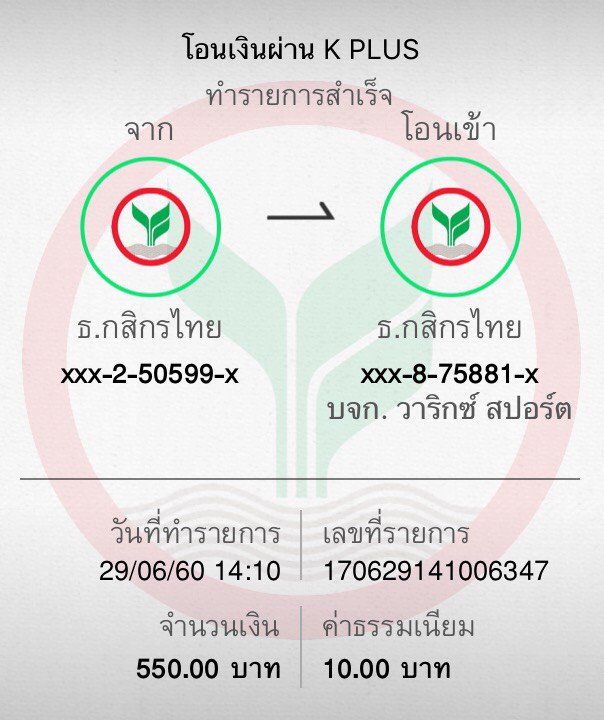 โอนเงินผ่าน K PLUS
ทำรายการสำเร็จ
จาก
โอนเข้า
ธ.กสิกรไทย
ธ.กสิกรไทย
xxx-2-50599-x
xxx-8-75881-x
บจก. วาริกซ์ สปอร์ต
วันที่ทำรายการ
เลขที่รายการ
29/06/60 14:10
170629141006347
จำนวนเงิน
ค่าธรรมเนียม
550.00 บาท
10.00 บาท